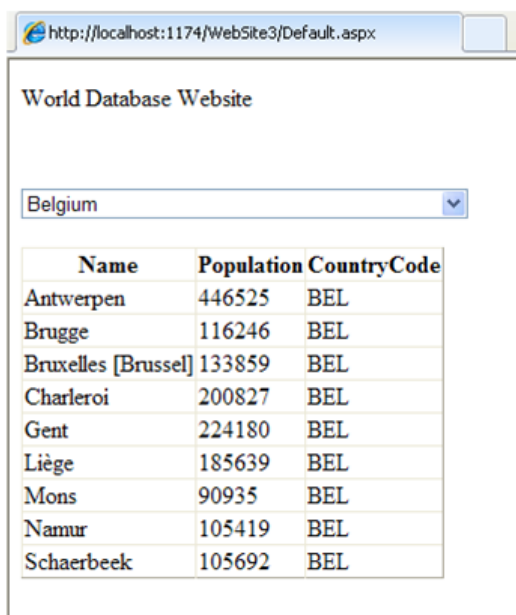 http://localhost:1174/WebSite3/Default.aspx
World Database Website
Belgium
Name Population CountryCode
Antwerpen 446525 BEL
Brugge 116246 BEL
Bruxelles [Brussel] 133859 BEL
Charleroi 200827 BEL
Gent 224180 BEL
Liège 185639 BEL
Mons 90935 BEL
Namur 105419 BEL
Schaerbeek 105692 BEL